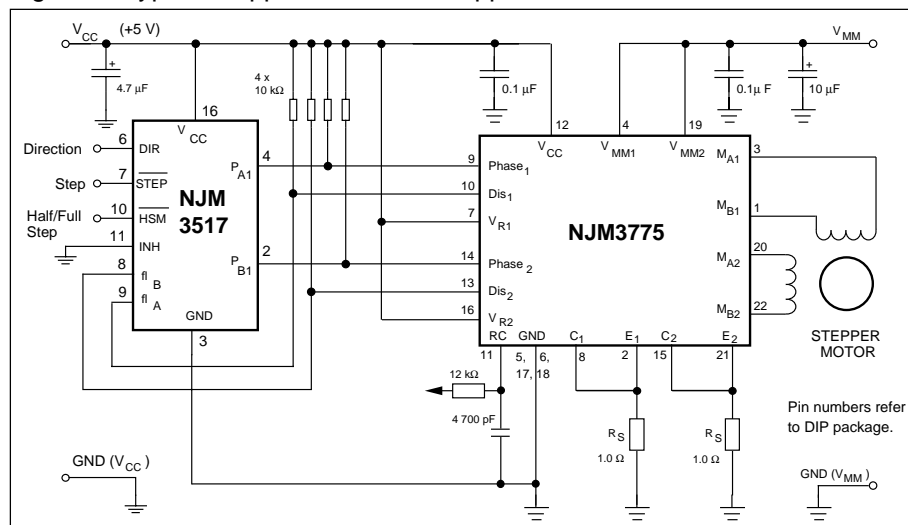 V_CC (+5 V)
V_MM
4.7 µF
4 x
10 kΩ
0.1 µF
0.1µ F
10 µF
16
12
4
19
V_CC
V_CC
V_MM1
V_MM2
Direction
6
DIR
P_A1
4
9
Phase_1
M_A1
3
Step
7
STEP
10
Dis_1
NJM
3517
Half/Full
Step
10
HSM
7
V_R1
NJM3775
M_B1
1
11
INH
P_B1
2
14
Phase_2
M_A2
20
8
fl_B
13
Dis_2
9
fl_A
16
V_R2
M_B2
22
GND
3
RC
GND
C_1
E_1
C_2
E_2
11
5, 6,
17, 18
8
2
15
21
STEPPER
MOTOR
12 kΩ
4 700 pF
R_S
1.0 Ω
R_S
1.0 Ω
Pin numbers refer
to DIP package.
GND (V_CC)
GND (V_MM)